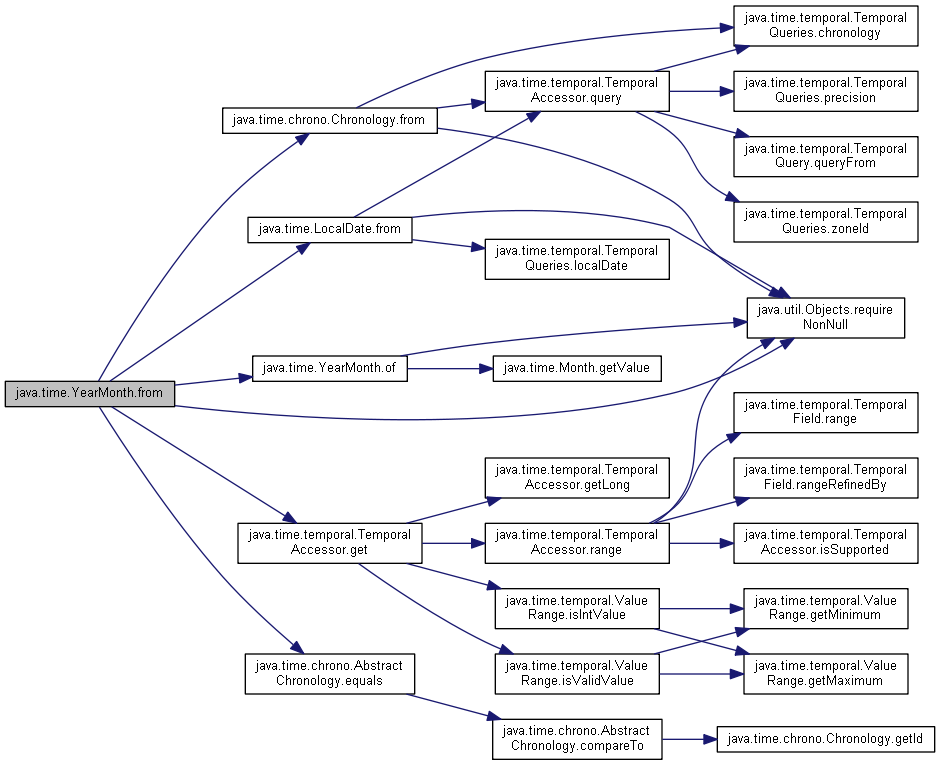 java.time.temporal.Temporal
Queries.chronology
java.time.temporal.Temporal
Accessor.query
java.time.temporal.Temporal
Queries.precision
java.time.chrono.Chronology.from
java.time.temporal.Temporal
Query.queryFrom
java.time.LocalDate.from
java.time.temporal.Temporal
Queries.zoneId
java.time.temporal.Temporal
Queries.localDate
java.util.Objects.require
NonNull
java.time.YearMonth.of
java.time.Month.getValue
java.time.YearMonth.from
java.time.temporal.Temporal
Field.range
java.time.temporal.Temporal
Accessor.getLong
java.time.temporal.Temporal
Field.rangeRefinedBy
java.time.temporal.Temporal
Accessor.get
java.time.temporal.Temporal
Accessor.range
java.time.temporal.Temporal
Accessor.isSupported
java.time.temporal.Value
Range.isIntValue
java.time.temporal.Value
Range.getMinimum
java.time.chrono.Abstract
Chronology.equals
java.time.temporal.Value
Range.isValidValue
java.time.temporal.Value
Range.getMaximum
java.time.chrono.Abstract
Chronology.compareTo
java.time.chrono.Chronology.getId